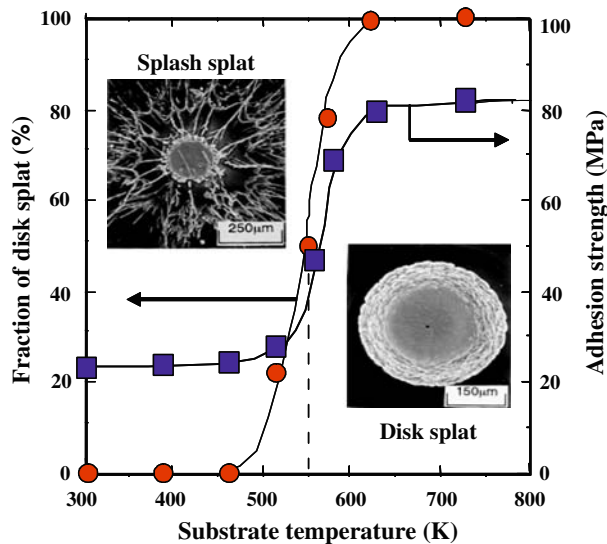 100
80
60
40
20
0
Fraction of disk splat (%)
Splash splat
250µm
150µm
Disk splat
100
80
60
40
20
0
Adhesion strength (MPa)
300
400
500
600
700
800
Substrate temperature (K)